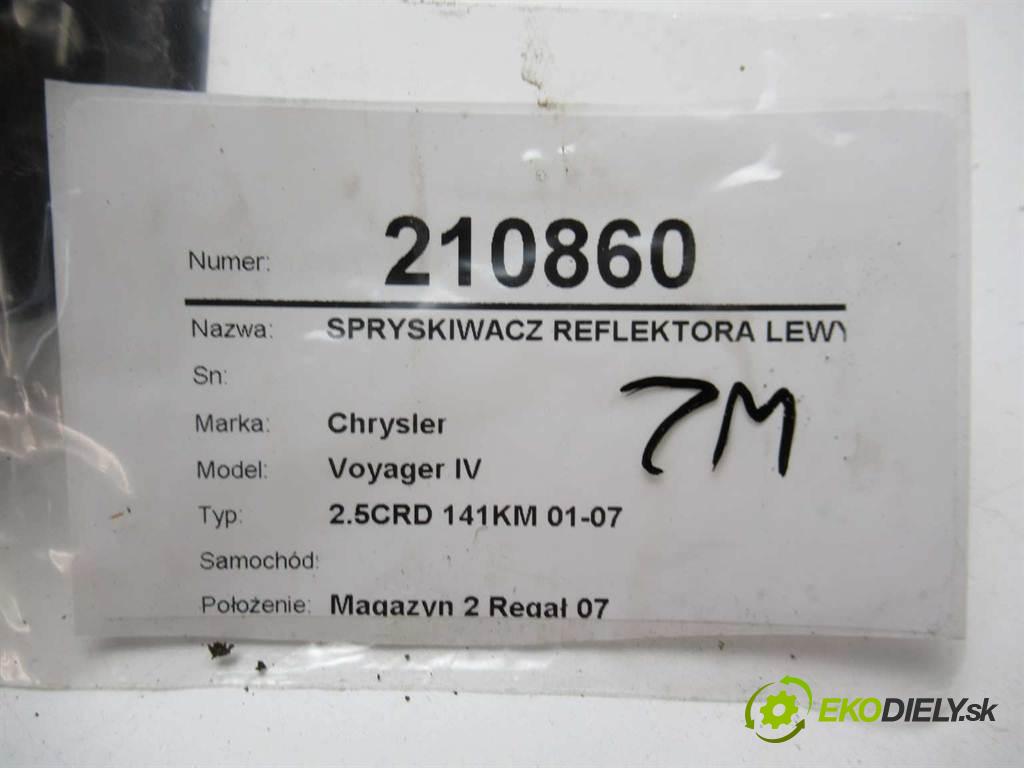 Numer: 210860
Nazwa: SPRYSKIWACZ REFLEKTORA LEWY
Sn:
Marka: Chrysler
Model: Voyager IV
Typ: 2.5CRD 141KM 01-07
Samochód:
Położenie: Magazyn 2 Regał 07
7M
EKODIELY.sk